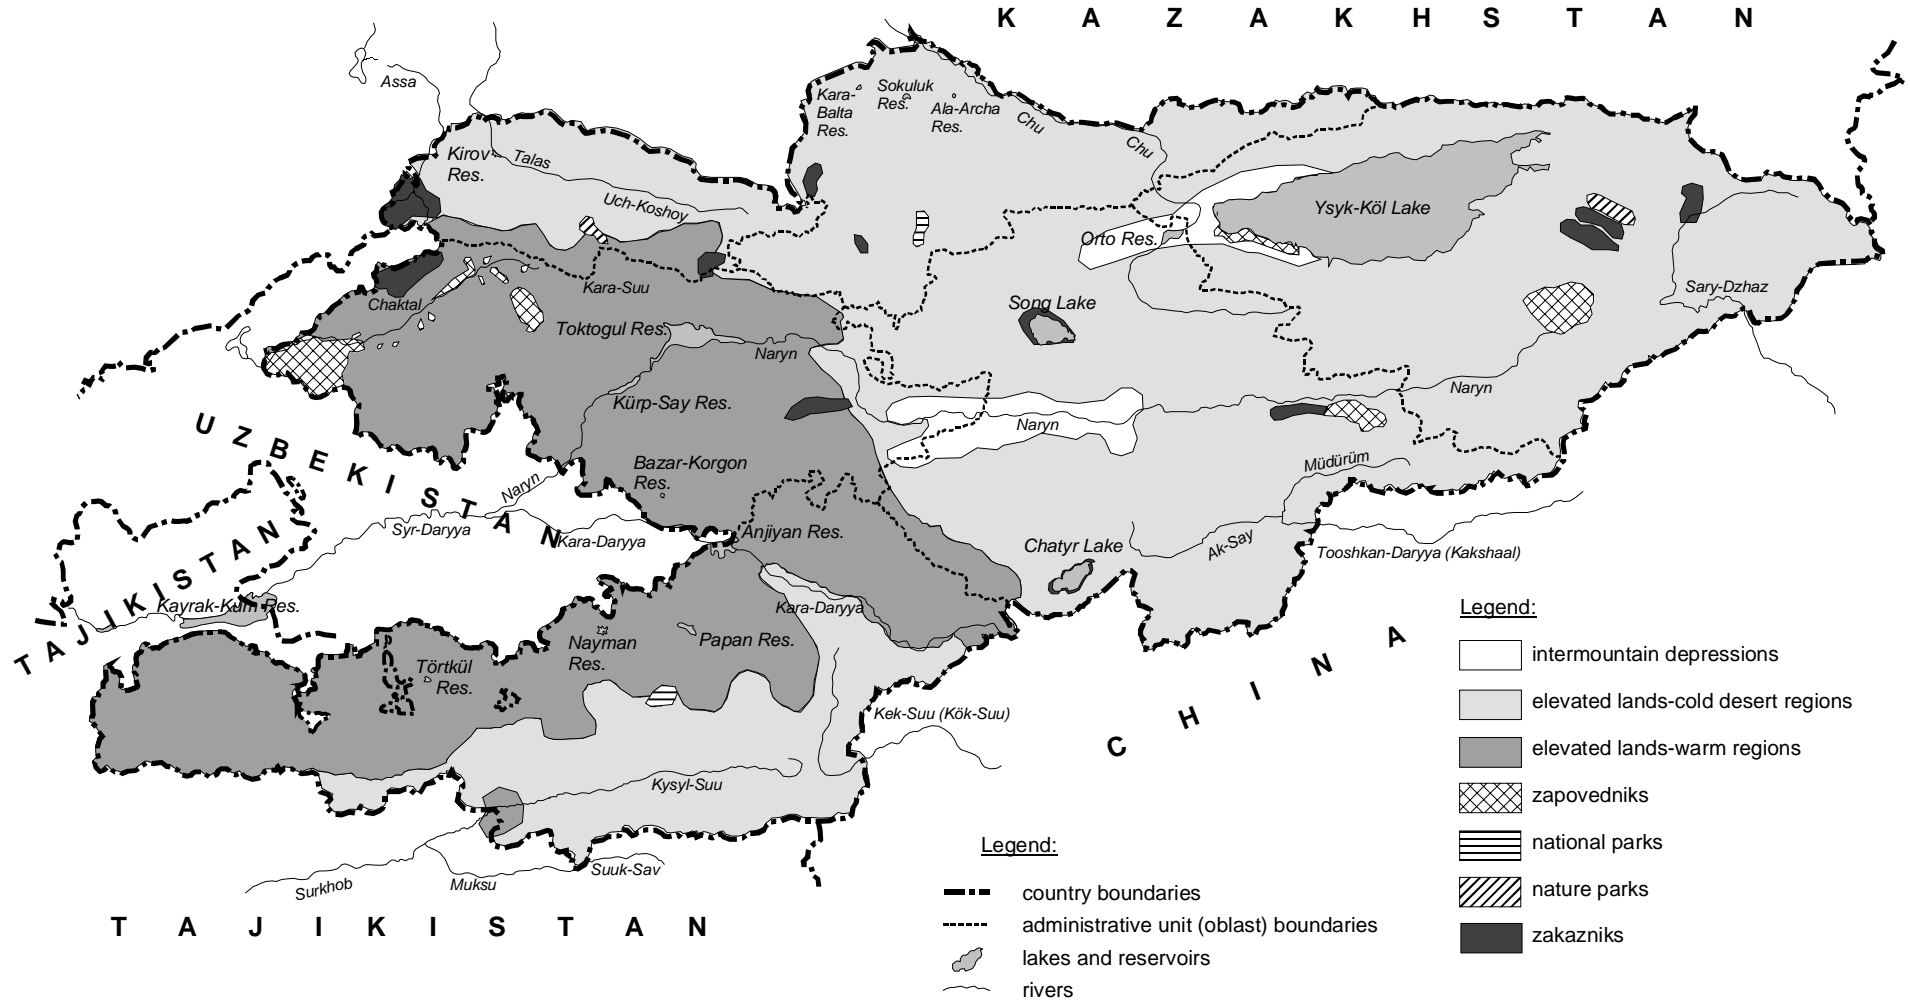 K A Z A K H S T A N
Assa
Kara-
Balta
Res.
Sokuluk
Res.
Ala-Archa
Res.
Chu
Chu
Kirov
Res.
Talas
Uch-Koshoy
Ysyk-Köl Lake
Orto Res.
Kara-Suu
Chaktal
Sary-Dzhaz
Song Lake
Toktogul Res.
Naryn
Naryn
Kürp-Say Res.
Naryn
UZBEKISTAN
Bazar-Korgon
Res.
Müdürüm
Naryn
Syr-Daryya
Kara-Daryya
Anjiyan Res.
Chatyr Lake
Ak-Say
Tooshkan-Daryya (Kakshaal)
TAJIKISTAN
Kayrak-Kum Res.
Kara-Daryya
Nayman
Res.
Papan Res.
Törtkül
Res.
C H I N A
Kek-Suu (Kök-Suu)
Kysyl-Suu
Surkhob
Muksu
Suuk-Sav
T A J I K I S T A N
Legend:
intermountain depressions
elevated lands-cold desert regions
elevated lands-warm regions
zapovedniks
national parks
nature parks
zakazniks
Legend:
country boundaries
administrative unit (oblast) boundaries
lakes and reservoirs
rivers